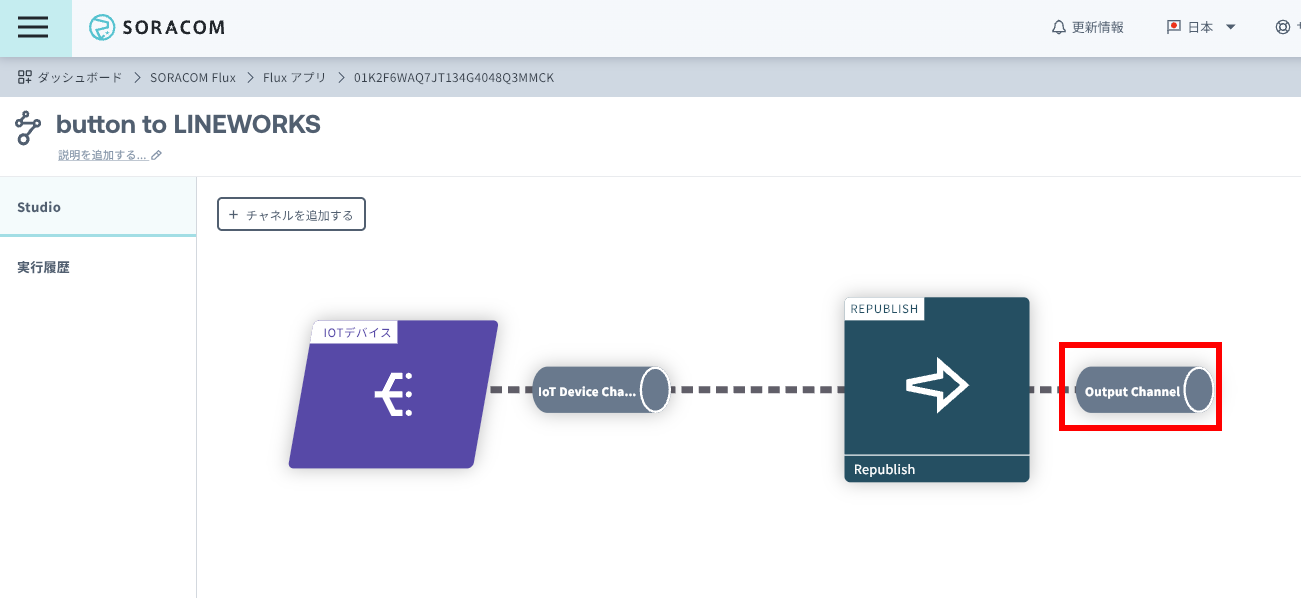 SORACOM
更新情報
日本
ダッシュボード > SORACOM Flux > Flux アプリ > 01K2F6WAQ7JT134G4048Q3MMCK
button to LINEWORKS
説明を追加する...
Studio
実行履歴
+ チャネルを追加する
IOTデバイス
IoT Device Cha...
REPUBLISH
Republish
Output Channel